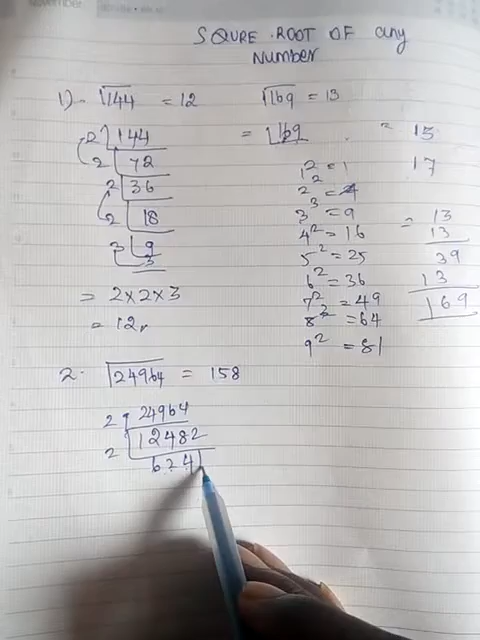 SQURE ROOT OF any
Number
1) √144 = 12
√169 = 13
2 144
2 72
2 36
2 18
3 9
3
= 2×2×3
= 12
= 169
1² = 1
2² = 4
3³ = 9
4² = 16
5² = 25
6² = 36
7² = 49
8² = 64
9² = 81
= 15
17
= 13
13
39
13
169
2. √24964 = 158
2 24964
2 12482
6241